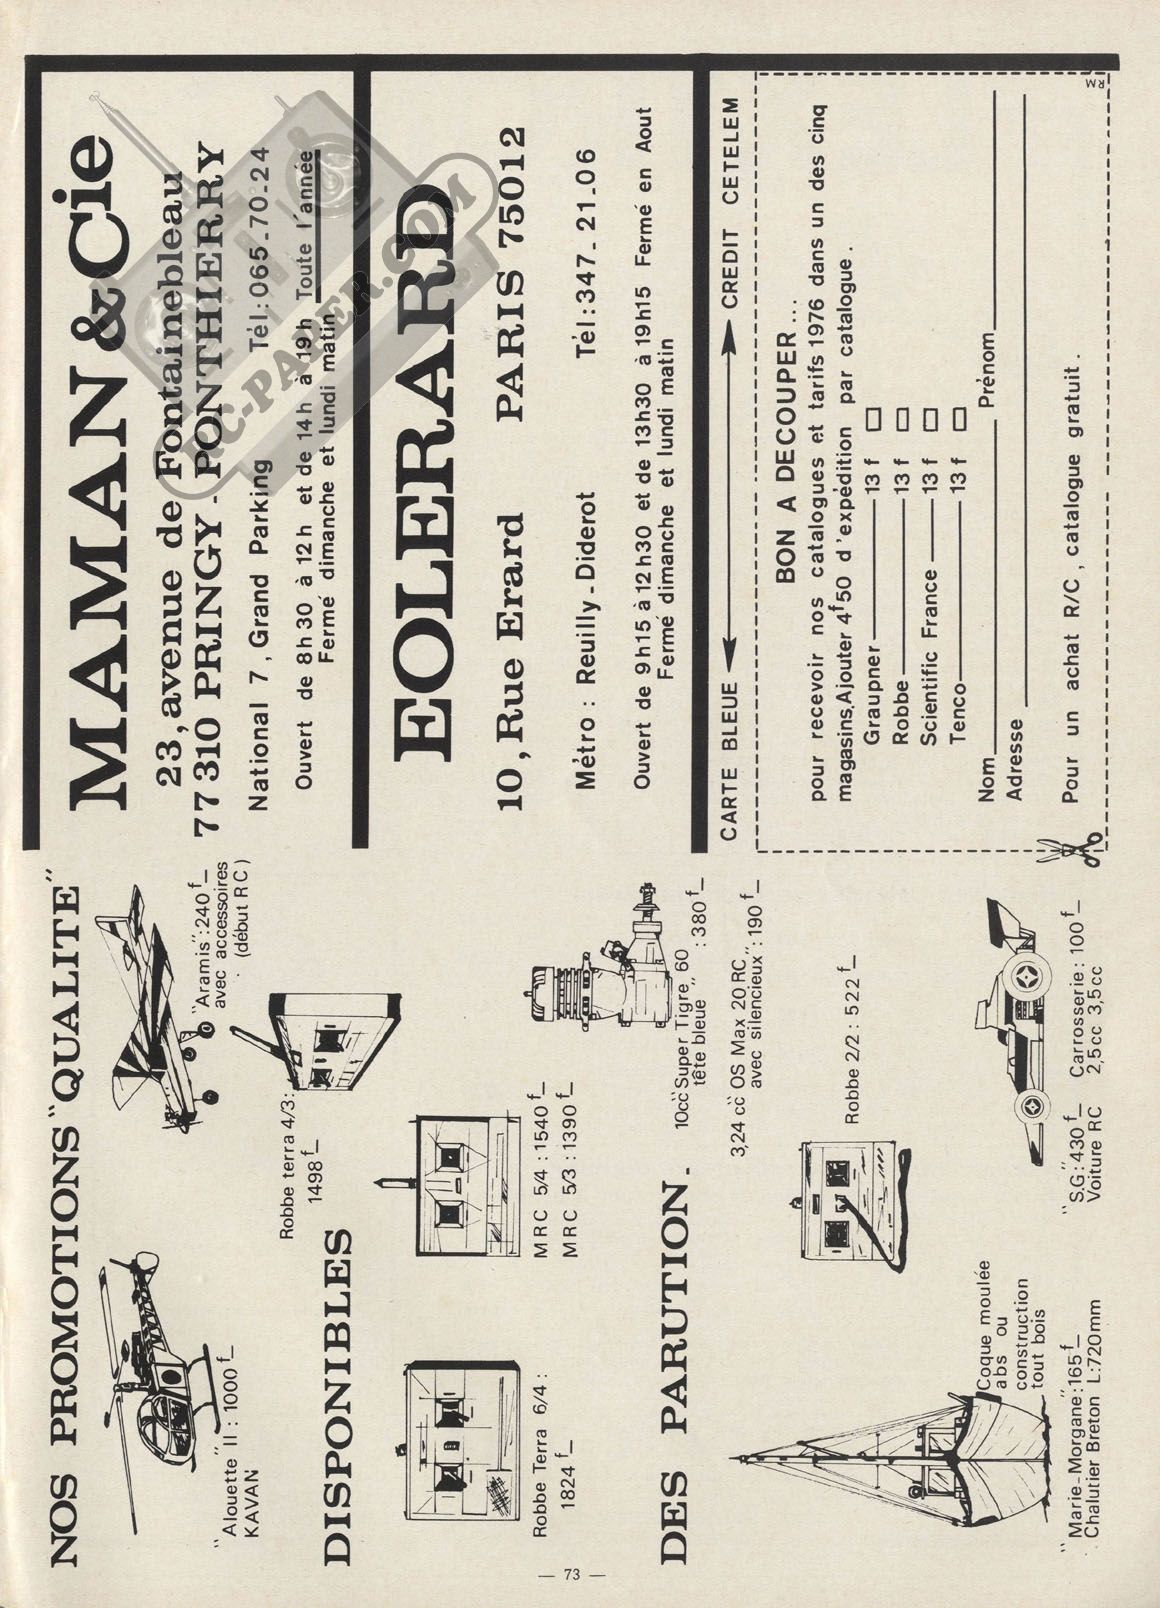 NOS PROMOTIONS "QUALITE"
"Alouette" II : 1000 f_
KAVAN
"Aramis" : 240 f_
avec accessoires
(début RC)
DISPONIBLES
Robbe terra 4/3 :
1498 f_
Robbe Terra 6/4 :
1824 f_
MRC 5/4 : 1540 f_
MRC 5/3 : 1390 f_
DES PARUTION.
10cc "Super Tigre 60
tête bleue" : 380 f_
3,24 cc "OS Max 20 RC"
avec silencieux : 190 f_
Robbe 2/2 : 522 f_
Coque moulée
abs ou
construction
tout bois
"Marie-Morgane" : 165 f_
Chalutier Breton L:720mm
"S.G : 430 f_
Voiture RC
Carrosserie : 100 f_
2,5cc 3,5cc
— 73 —
MAMAN & Cie
23, avenue de Fontainebleau
77 310 PRINGY - PONTHIERRY
National 7, Grand Parking Tél : 065.70.24
Ouvert de 8h30 à 12h et de 14h à 19h Toute l'année
Fermé dimanche et lundi matin
EOLERARD
10, Rue Erard PARIS 75012
Métro : Reuilly - Diderot Tél : 347.21.06
Ouvert de 9h15 à 12h30 et de 13h30 à 19h15 Fermé en Aout
Ferme dimanche et lundi matin
CARTE BLEUE CREDIT CETELEM
BON A DECOUPER...
pour recevoir nos catalogues et tarifs 1976 dans un des cinq
magasins, Ajouter 4f50 d'expédition par catalogue.
Graupner 13 f
Robbe 13 f
Scientific France 13 f
Tenco 13 f
Nom Prénom
Adresse
Pour un achat R/C, catalogue gratuit.
RM
RC-PAPER.COM